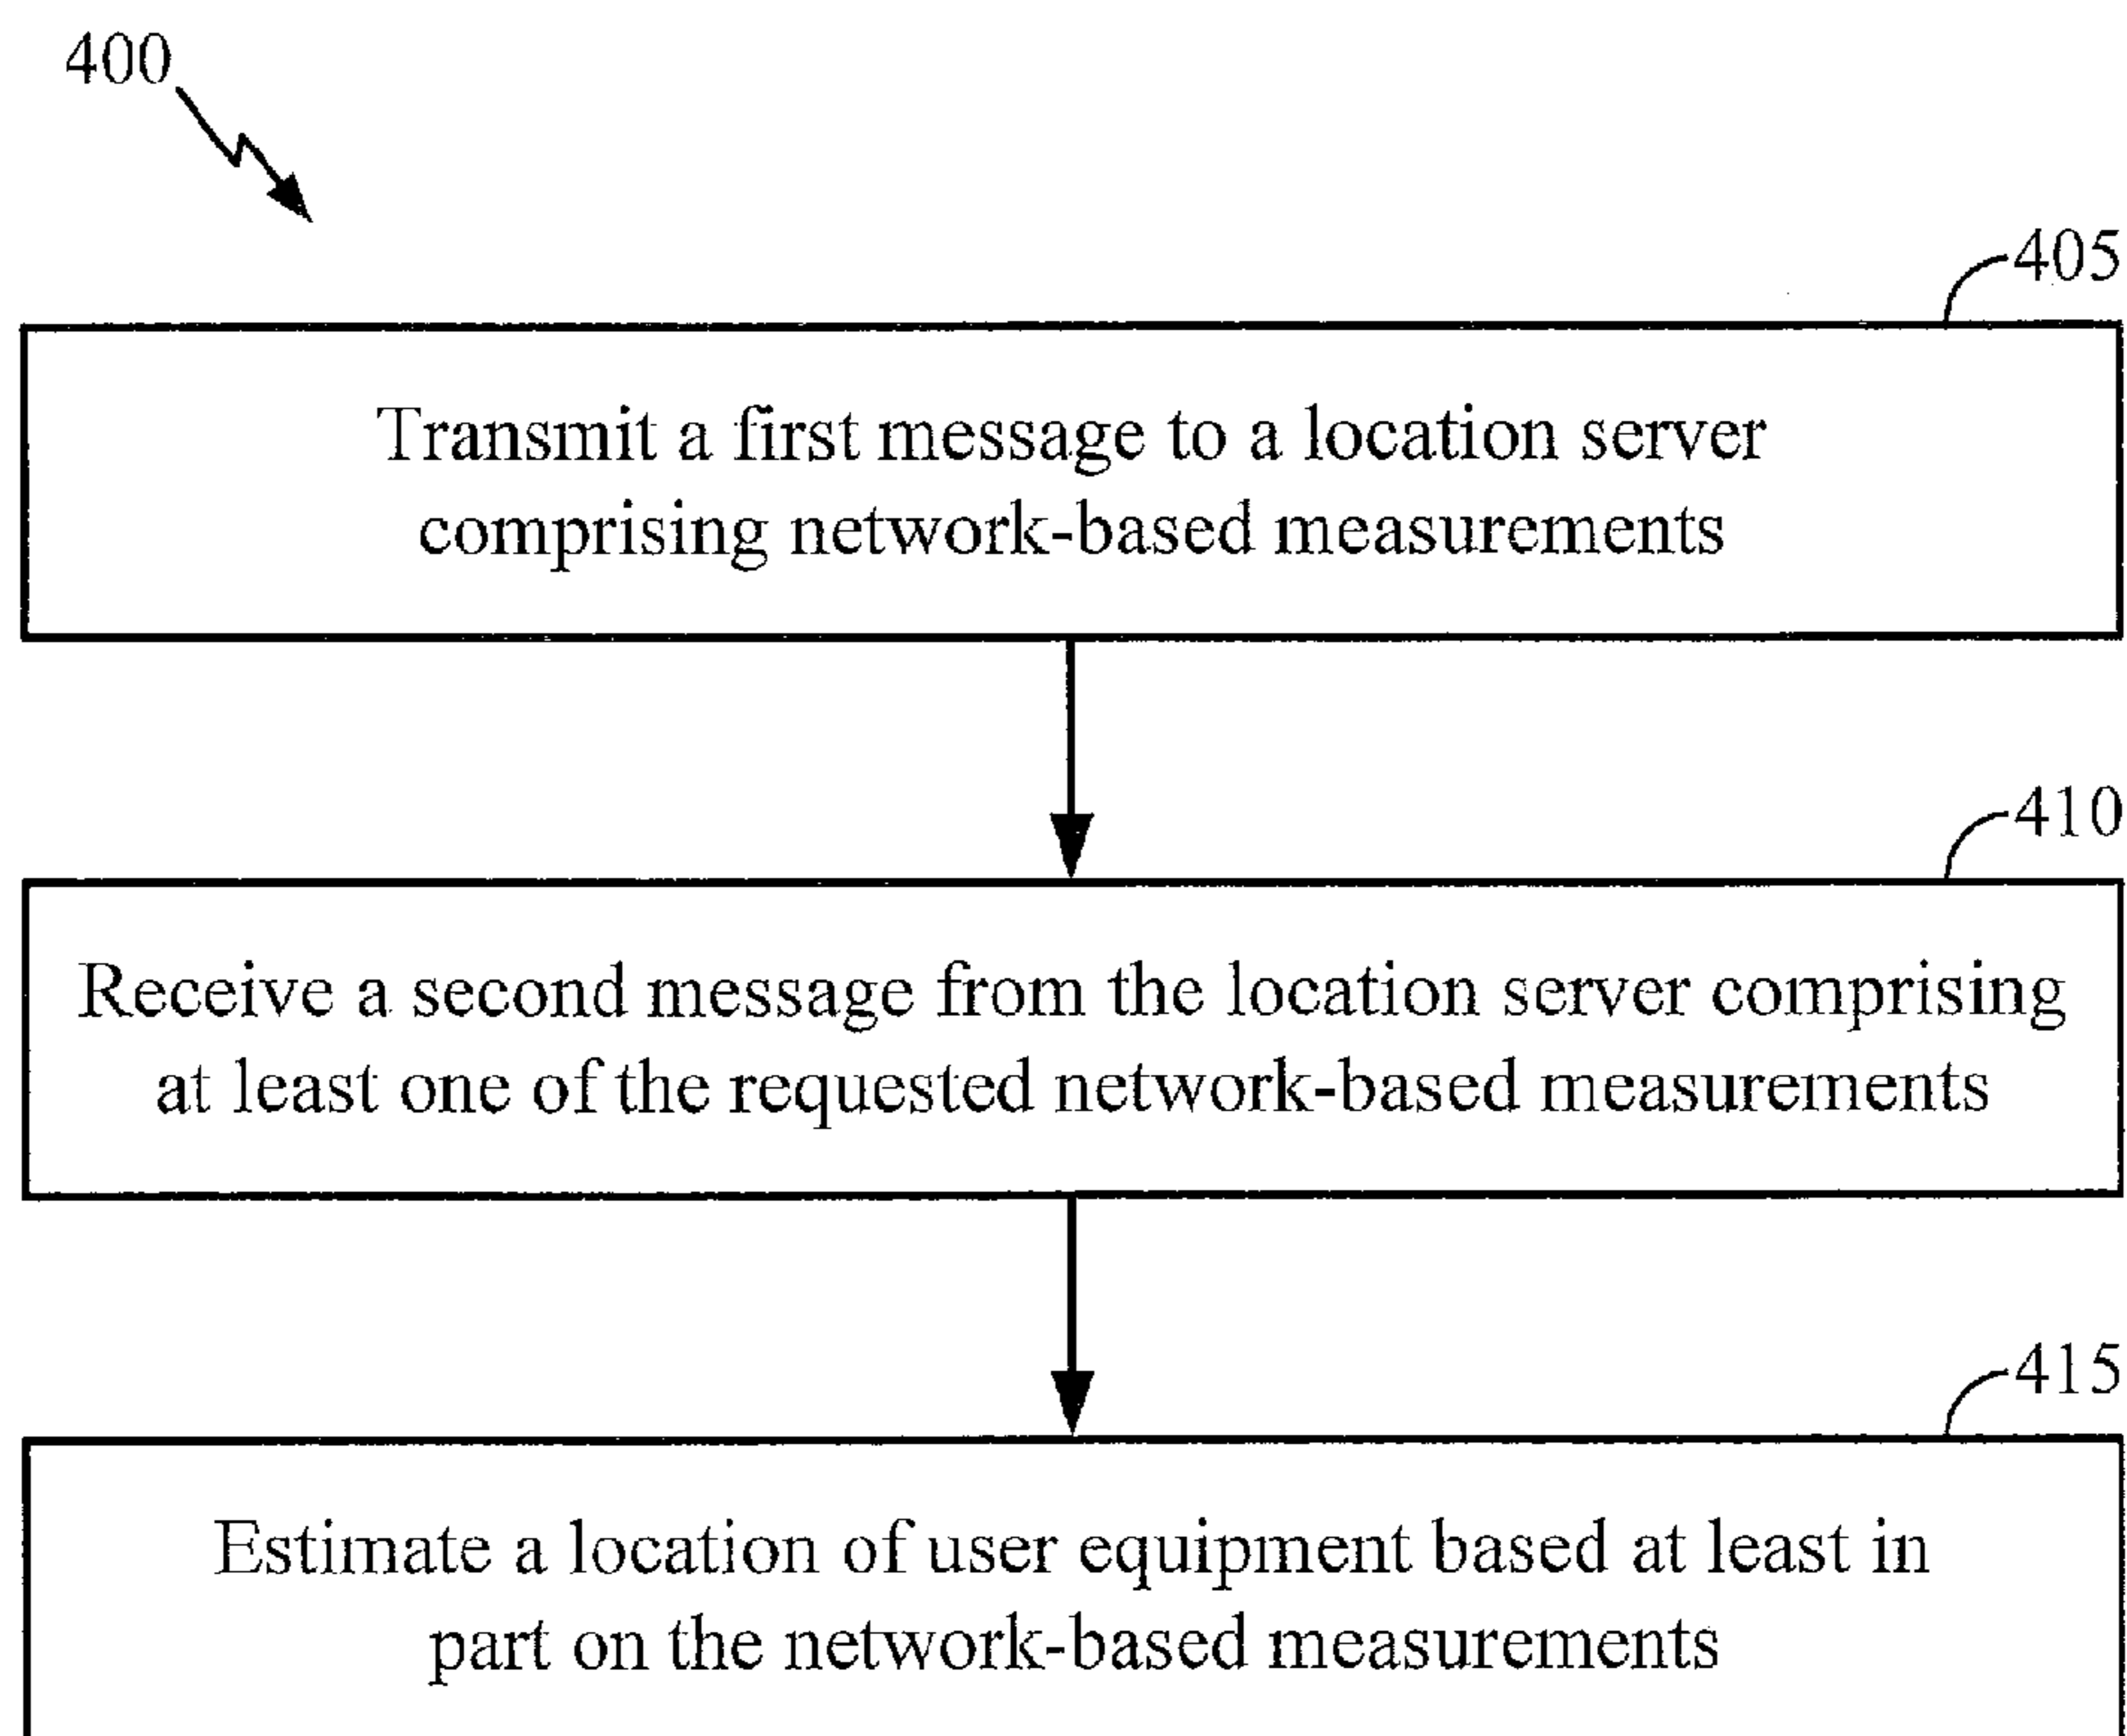 400
405
Transmit a first message to a location server
comprising network-based measurements
410
Receive a second message from the location server comprising
at least one of the requested network-based measurements
415
Estimate a location of user equipment based at least in
part on the network-based measurements